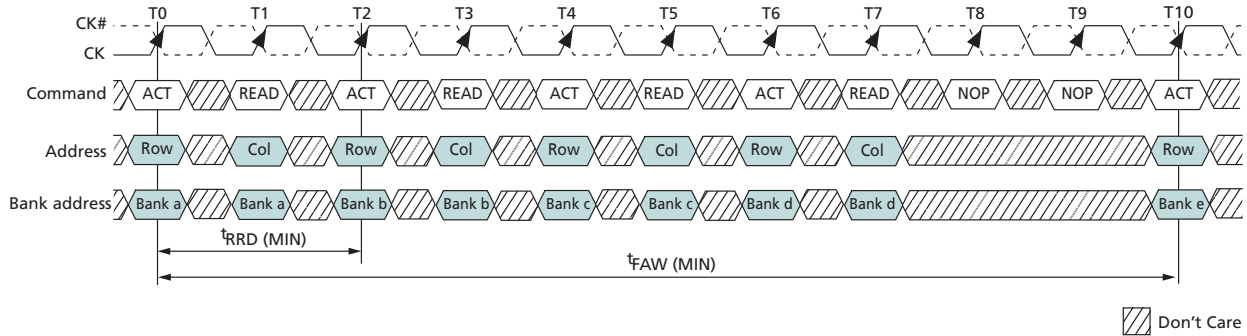 T0 T1 T2 T3 T4 T5 T6 T7 T8 T9 T10
CK#
CK
Command ACT READ ACT READ ACT READ ACT READ NOP NOP ACT
Address Row Col Row Col Row Col Row Col Row
Bank address Bank a Bank a Bank b Bank b Bank c Bank c Bank d Bank d Bank e
tRRD (MIN)
tFAW (MIN)
Don't Care